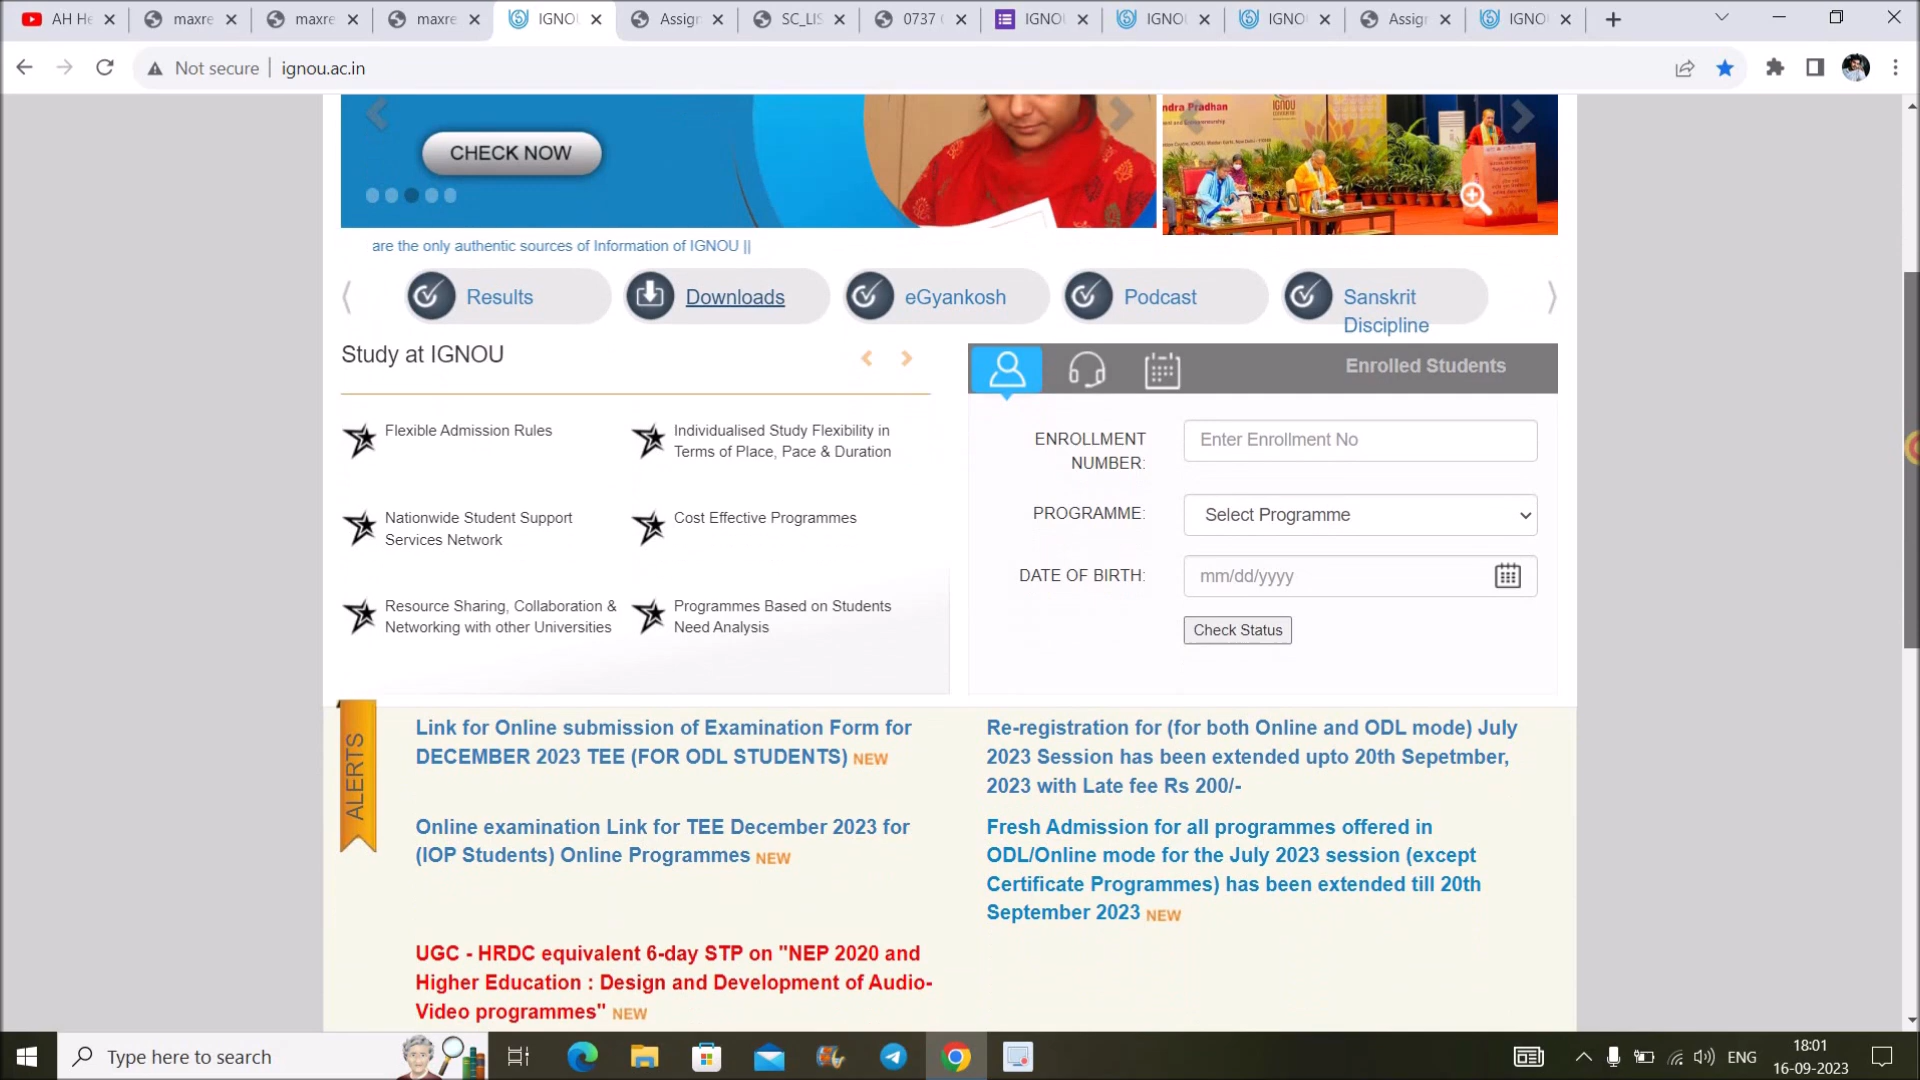 AH He
maxre
maxre
maxre
IGNOU
Assign
SC_LIS
0737
IGNOU
IGNOU
IGNOU
Assign
IGNO
Not secure
ignou.ac.in
CHECK NOW
ndra Pradhan
are the only authentic sources of Information of IGNOU ||
Results
Downloads
eGyankosh
Podcast
Sanskrit
Discipline
Study at IGNOU
Flexible Admission Rules
Individualised Study Flexibility in
Terms of Place, Pace & Duration
Nationwide Student Support
Services Network
Cost Effective Programmes
Resource Sharing, Collaboration &
Networking with other Universities
Programmes Based on Students
Need Analysis
Enrolled Students
ENROLLMENT
NUMBER:
Enter Enrollment No
PROGRAMME:
Select Programme
DATE OF BIRTH:
mm/dd/yyyy
Check Status
ALERTS
Link for Online submission of Examination Form for
DECEMBER 2023 TEE (FOR ODL STUDENTS) NEW
Online examination Link for TEE December 2023 for
(IOP Students) Online Programmes NEW
UGC - HRDC equivalent 6-day STP on "NEP 2020 and
Higher Education : Design and Development of Audio-
Video programmes" NEW
Re-registration for (for both Online and ODL mode) July
2023 Session has been extended upto 20th Sepetmber,
2023 with Late fee Rs 200/-
Fresh Admission for all programmes offered in
ODL/Online mode for the July 2023 session (except
Certificate Programmes) has been extended till 20th
September 2023 NEW
Type here to search
ENG
18:01
16-09-2023